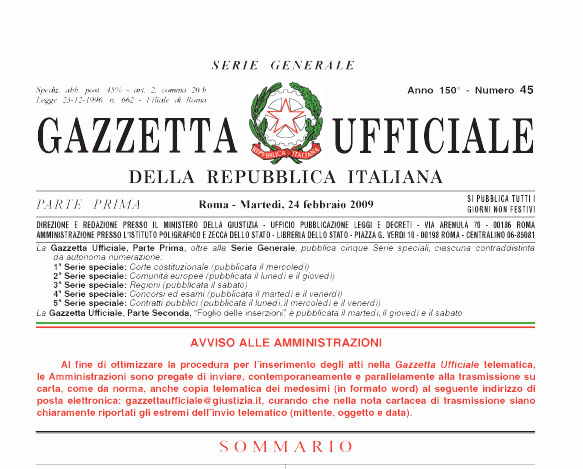 SERIE GENERALE
Spediz. abb. post. 45% - art. 2, comma 20 b
Legge 23-12-1996, n. 662 - Filiale di Roma
Anno 150° - Numero 45
GAZZETTA UFFICIALE
REPUBBLICA ITALIANA
DELLA REPUBBLICA ITALIANA
PARTE PRIMA
Roma - Martedì, 24 febbraio 2009
SI PUBBLICA TUTTI I
GIORNI NON FESTIVI
DIREZIONE E REDAZIONE PRESSO IL MINISTERO DELLA GIUSTIZIA - UFFICIO PUBBLICAZIONE LEGGI E DECRETI - VIA ARENULA 70 - 00186 ROMA
AMMINISTRAZIONE PRESSO L'ISTITUTO POLIGRAFICO E ZECCA DELLO STATO - LIBRERIA DELLO STATO - PIAZZA G. VERDI 10 - 00198 ROMA - CENTRALINO 06-85081
La Gazzetta Ufficiale, Parte Prima, oltre alla Serie Generale, pubblica cinque Serie speciali, ciascuna contraddistinta
da autonoma numerazione:
1ª Serie speciale: Corte costituzionale (pubblicata il mercoledì)
2ª Serie speciale: Comunità europee (pubblicata il lunedì e il giovedì)
3ª Serie speciale: Regioni (pubblicata il sabato)
4ª Serie speciale: Concorsi ed esami (pubblicata il martedì e il venerdì)
5ª Serie speciale: Contratti pubblici (pubblicata il lunedì, il mercoledì e il venerdì)
La Gazzetta Ufficiale, Parte Seconda, "Foglio delle inserzioni", è pubblicata il martedì, il giovedì e il sabato
AVVISO ALLE AMMINISTRAZIONI
Al fine di ottimizzare la procedura per l'inserimento degli atti nella Gazzetta Ufficiale telematica,
le Amministrazioni sono pregate di inviare, contemporaneamente e parallelamente alla trasmissione su
carta, come da norma, anche copia telematica dei medesimi (in formato word) al seguente indirizzo di
posta elettronica: gazzettaufficiale@giustizia.it, curando che nella nota cartacea di trasmissione siano
chiaramente riportati gli estremi dell'invio telematico (mittente, oggetto e data).
SOMMARIO